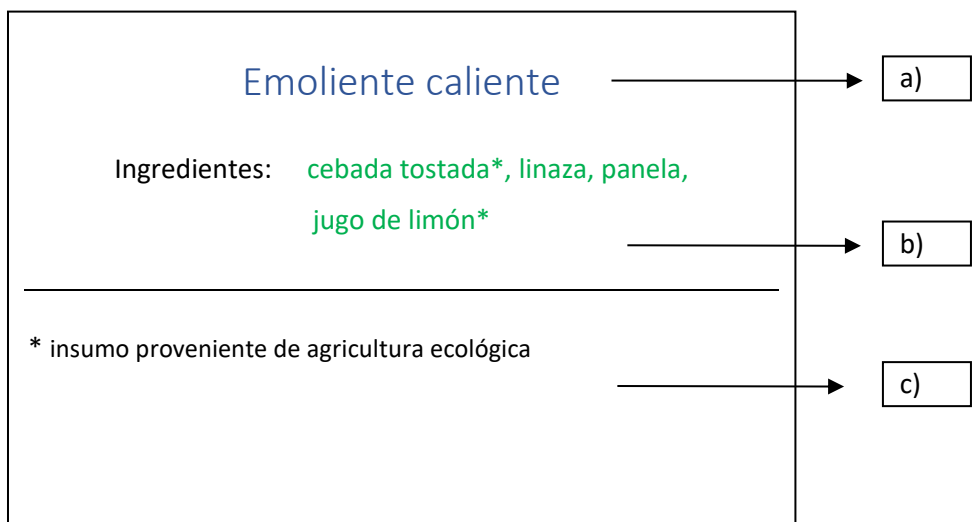 Emoliente caliente
a)
Ingredientes: cebada tostada*, linaza, panela,
jugo de limón*
b)
* insumo proveniente de agricultura ecológica
c)